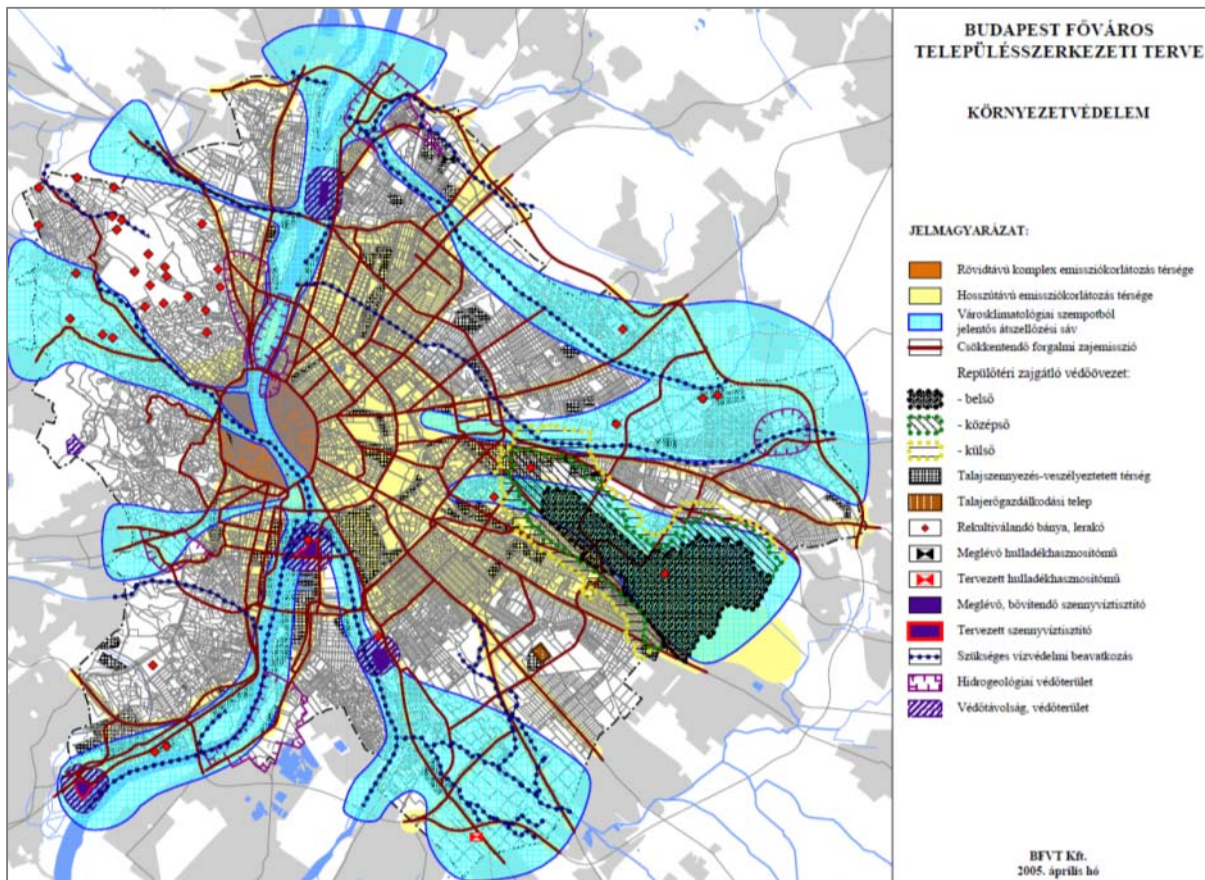 BUDAPEST FŐVÁROS
TELEPÜLÉSSZERKEZETI TERVE
KÖRNYEZETVÉDELEM
JELMAGYARÁZAT:
Rövidtávú komplex emissziókorlátozás térsége
Hosszútávú emissziókorlátozás térsége
Városklimatológiai szempotból
jelentős átszellőzési sáv
Csökkentendő forgalmi zajemisszió
Repülőtéri zajgátló védőövezet:
- belső
- középső
- külső
Talajszennyezés-veszélyeztetett térség
Talajerőgazdálkodási telep
Rekultiválandó bánya, lerakó
Meglévő hulladékhasznosítómű
Tervezett hulladékhasznosítómű
Meglévő, bővítendő szennyvíztisztító
Tervezett szennyvíztisztító
Szükséges vízvédelmi beavatkozás
Hidrogeológiai védőterület
Védőtávolság, védőterület
BFVT Kft.
2005. április hó